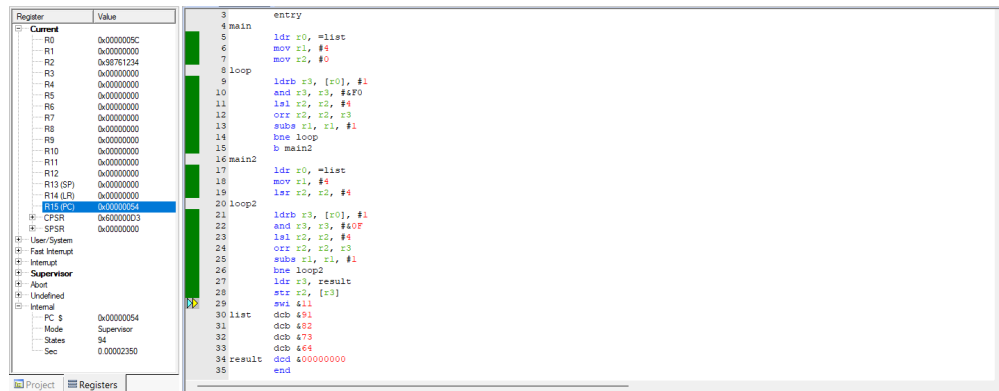 Register Value
Current
R0 0x0000005C
R1 0x00000000
R2 0x98761234
R3 0x00000000
R4 0x00000000
R5 0x00000000
R6 0x00000000
R7 0x00000000
R8 0x00000000
R9 0x00000000
R10 0x00000000
R11 0x00000000
R12 0x00000000
R13 (SP) 0x00000000
R14 (LR) 0x00000000
R15 (PC) 0x00000054
CPSR 0x600000D3
SPSR 0x00000000
User/System
Fast Interrupt
Interrupt
Supervisor
Abort
Undefined
Internal
PC $ 0x00000054
Mode Supervisor
States 94
Sec 0.00002350
Project Registers
3 entry
4 main
5 ldr r0, =list
6 mov r1, #4
7 mov r2, #0
8 loop
9 ldrb r3, [r0], #1
10 and r3, r3, #&F0
11 lsl r2, r2, #4
12 orr r2, r2, r3
13 subs r1, r1, #1
14 bne loop
15 b main2
16 main2
17 ldr r0, =list
18 mov r1, #4
19 lsr r2, r2, #4
20 loop2
21 ldrb r3, [r0], #1
22 and r3, r3, #&0F
23 lsl r2, r2, #4
24 orr r2, r2, r3
25 subs r1, r1, #1
26 bne loop2
27 ldr r3, result
28 str r2, [r3]
29 swi &11
30 list dcb &91
31 dcb &82
32 dcb &73
33 dcb &64
34 result dcd &00000000
35 end